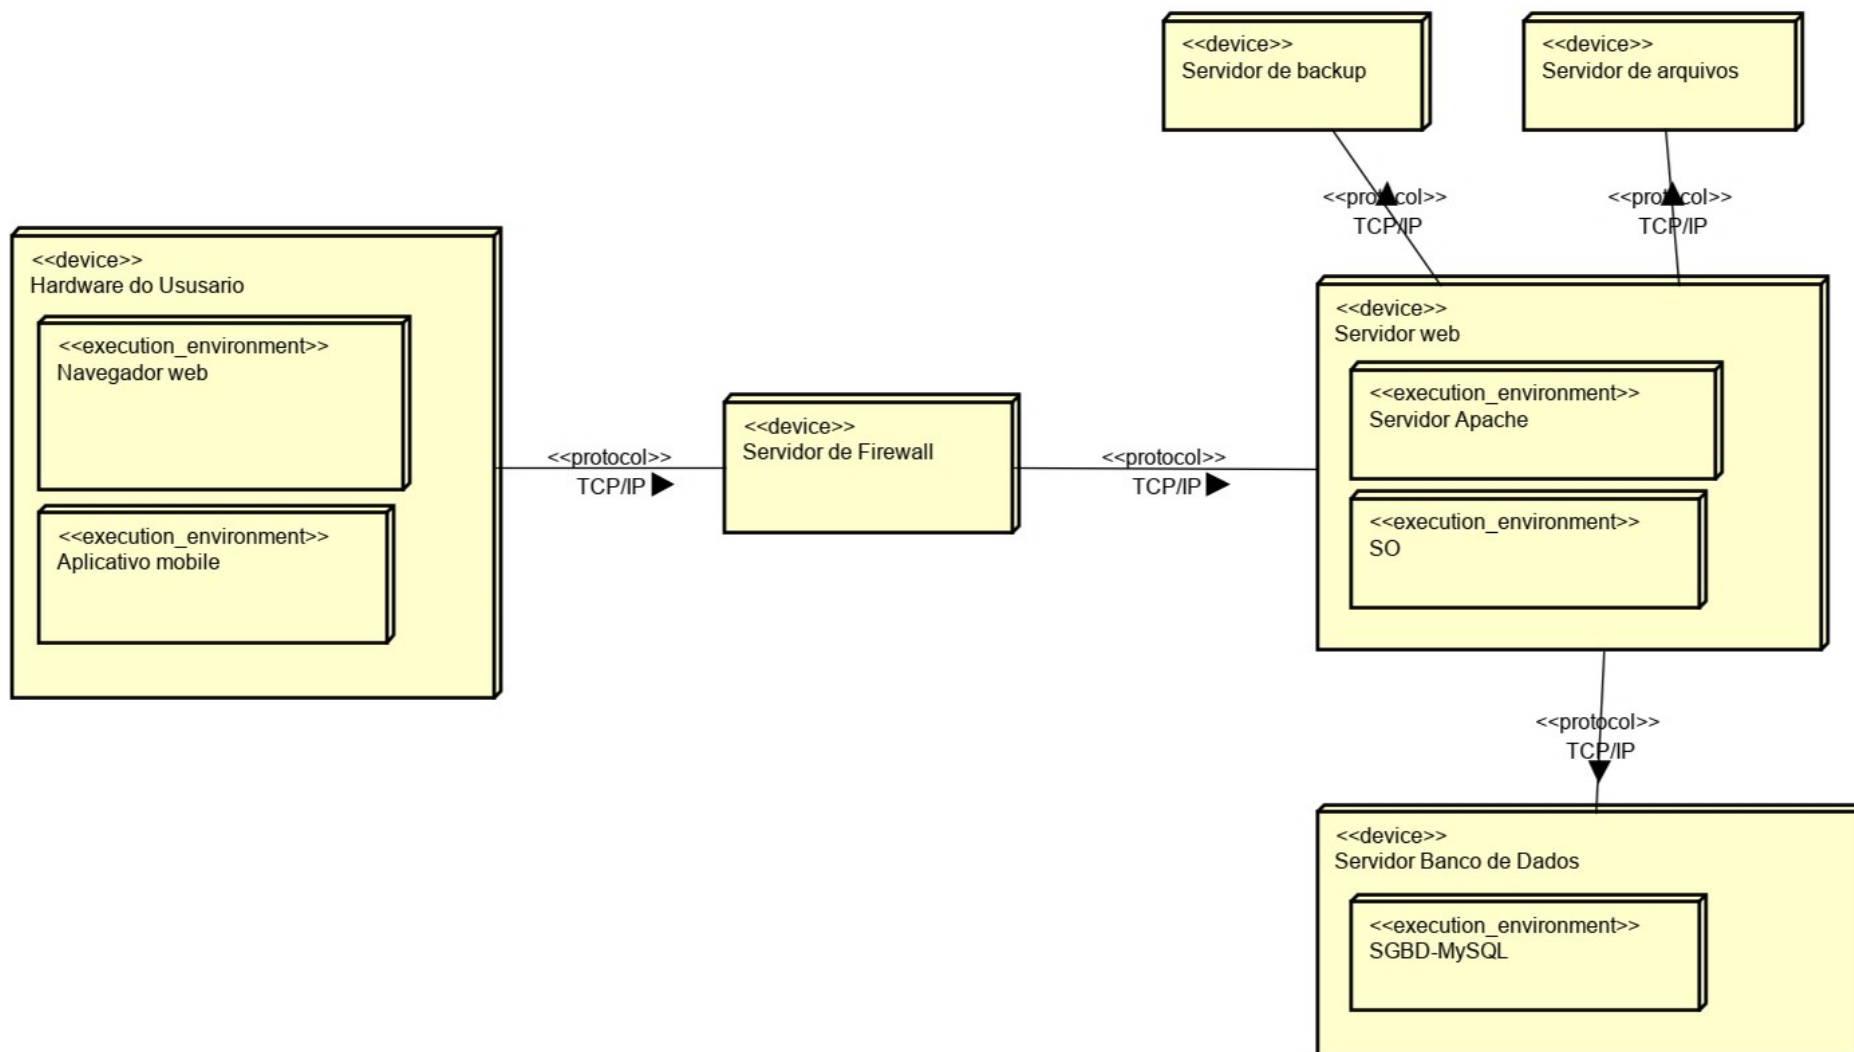 <<device>>
Servidor de backup
<<device>>
Servidor de arquivos
<<protocol>>
TCP/IP
<<protocol>>
TCP/IP
<<device>>
Hardware do Ususario
<<execution_environment>>
Navegador web
<<execution_environment>>
Aplicativo mobile
<<protocol>>
TCP/IP
<<device>>
Servidor de Firewall
<<protocol>>
TCP/IP
<<device>>
Servidor web
<<execution_environment>>
Servidor Apache
<<execution_environment>>
SO
<<protocol>>
TCP/IP
<<device>>
Servidor Banco de Dados
<<execution_environment>>
SGBD-MySQL